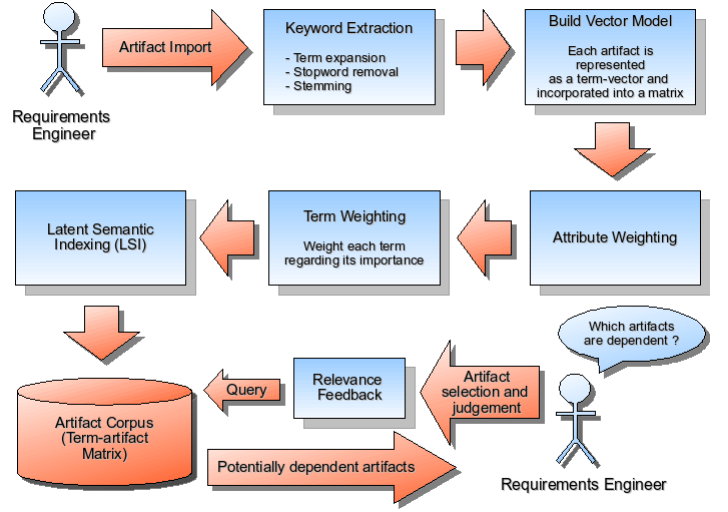 Requirements
Engineer
Artifact Import
Keyword Extraction
- Term expansion
- Stopword removal
- Stemming
Build Vector Model
Each artifact is
represented
as a term-vector and
incorporated into a matrix
Latent Semantic
Indexing (LSI)
Term Weighting
Weight each term
regarding its importance
Attribute Weighting
Which artifacts
are dependent ?
Artifact Corpus
(Term-artifact
Matrix)
Query
Relevance
Feedback
Artifact
selection and
judgement
Potentially dependent artifacts
Requirements Engineer